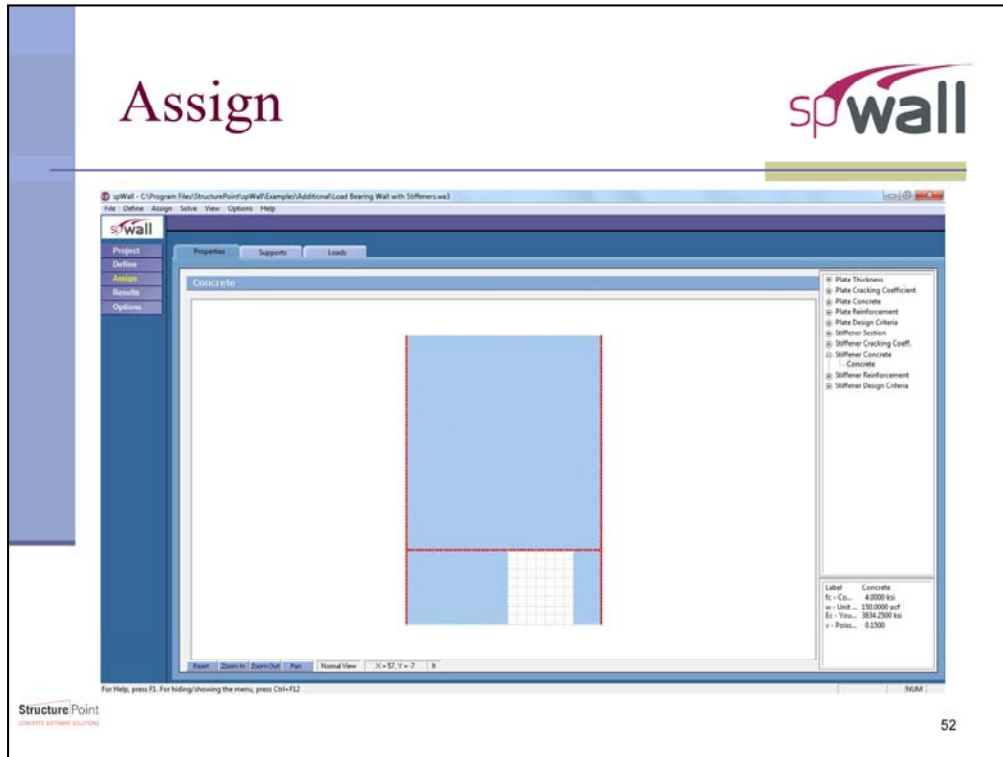 Assign
spwall
spWall - C:\Program Files\StructurePoint\spWall\Examples\Additional\Load Bearing Wall with Stiffeners.wa3
File Define Assign Solve View Options Help
spwall
Project
Define
Assign
Results
Options
Properties Supports Loads
Concrete
Plate Thickness
Plate Cracking Coefficient
Plate Concrete
Plate Reinforcement
Plate Design Criteria
Stiffener Section
Stiffener Cracking Coeff.
Stiffener Concrete
Concrete
Stiffener Reinforcement
Stiffener Design Criteria
Label Concrete
fc - Co... 4.0000 ksi
w - Unit ... 150.0000 pcf
Ec - You... 3834.2500 ksi
v - Poiss... 0.1500
Reset Zoom In Zoom Out Pan Normal View X = 57, Y = -7 ft
For Help, press F1. For hiding/showing the menu, press Ctrl+F12 NUM
StructurePoint
CONCRETE SOFTWARE SOLUTIONS
52